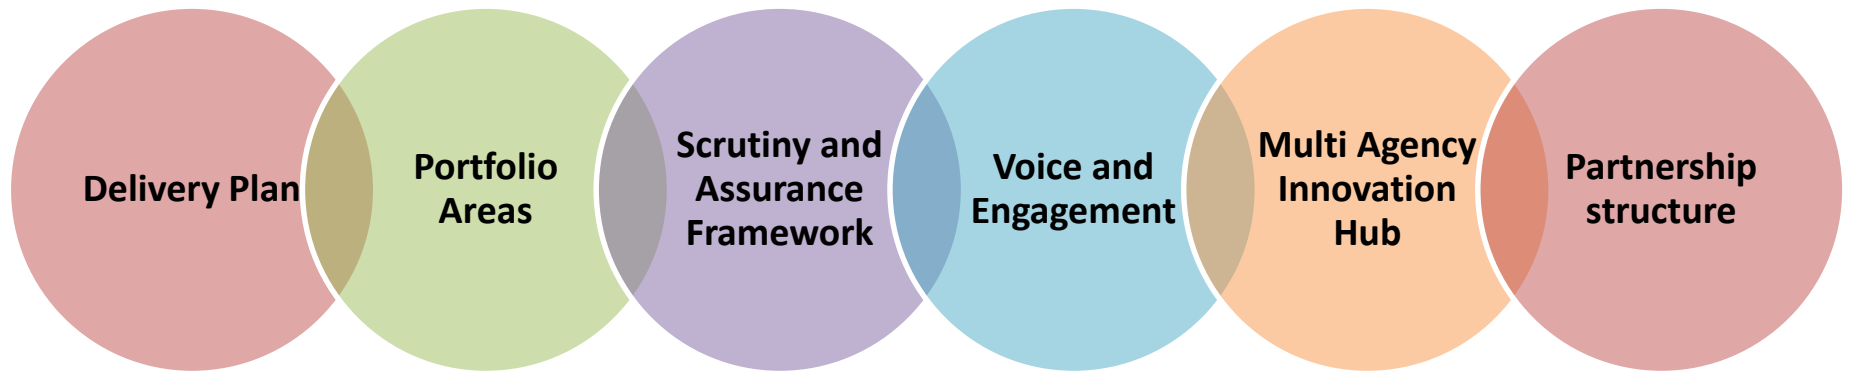 Delivery Plan
Portfolio
Areas
Scrutiny and
Assurance
Framework
Voice and
Engagement
Multi Agency
Innovation
Hub
Partnership
structure